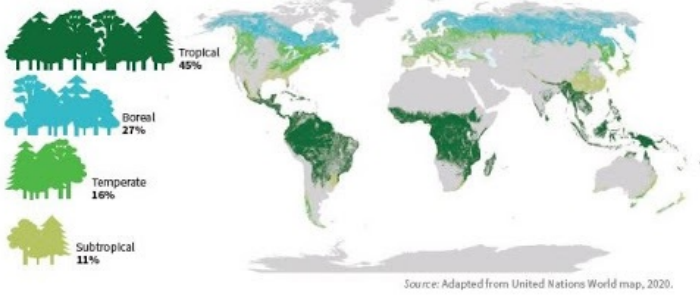 Tropical
45%
Boreal
27%
Temperate
16%
Subtropical
11%
Source: Adapted from United Nations World map, 2020.